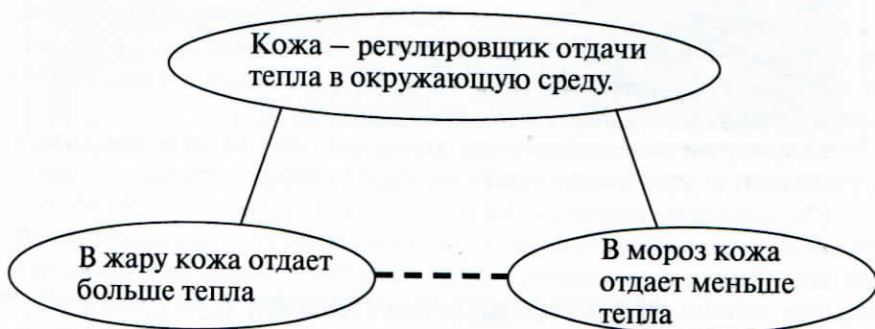 Кожа – регулировщик отдачи
тепла в окружающую среду.
В жару кожа отдает
больше тепла
В мороз кожа
отдает меньше
тепла